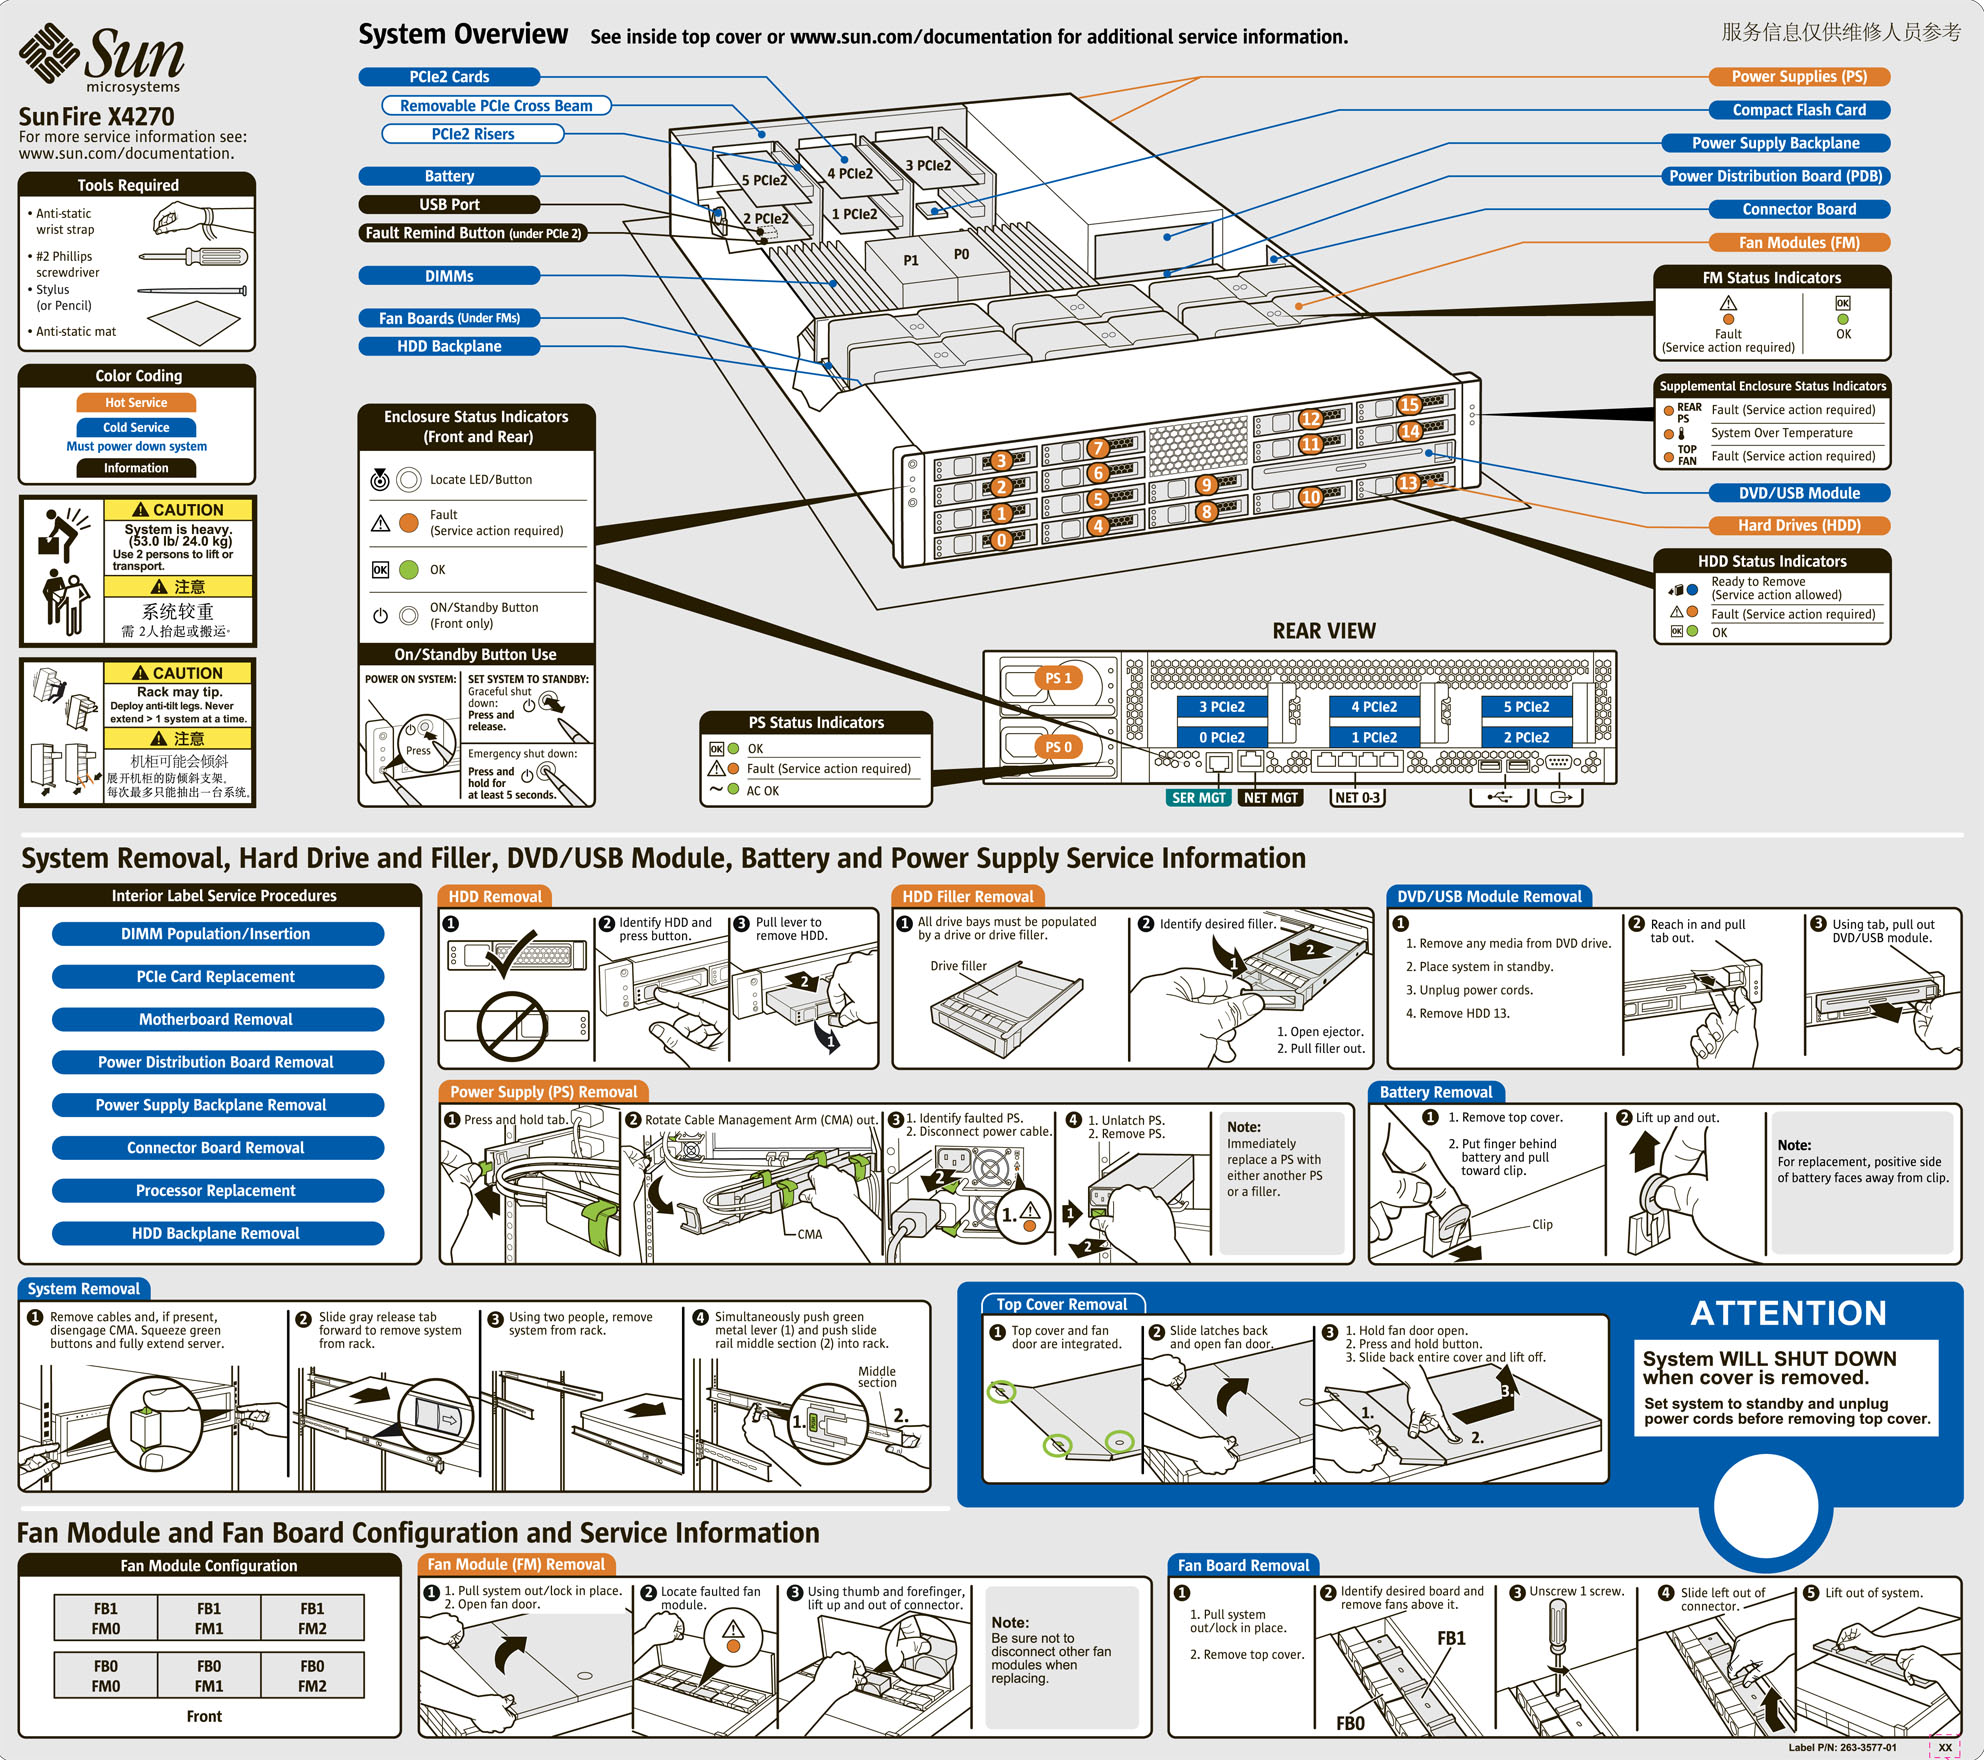 Sun
microsystems
Sun Fire X4270
For more service information see:
www.sun.com/documentation.
Tools Required
• Anti-static
wrist strap
• #2 Phillips
screwdriver
• Stylus
(or Pencil)
• Anti-static mat
Color Coding
Hot Service
Cold Service
Must power down system
Information
CAUTION
System is heavy.
(53.0 lb/ 24.0 kg)
Use 2 persons to lift or
transport.
注意
系统较重
需 2人抬起或搬运。
CAUTION
Rack may tip.
Deploy anti-tilt legs. Never
extend > 1 system at a time.
注意
机柜可能会倾斜
展开机柜的防倾斜支架。
每次最多只能抽出一台系统。
System Overview See inside top cover or www.sun.com/documentation for additional service information.
服务信息仅供维修人员参考
PCIe2 Cards
Removable PCIe Cross Beam
PCIe2 Risers
Battery
USB Port
Fault Remind Button (under PCIe 2)
DIMMs
Fan Boards (Under FMs)
HDD Backplane
5 PCIe2
4 PCIe2
3 PCIe2
2 PCIe2
1 PCIe2
P1
P0
3
2
1
0
7
6
5
4
9
8
12
11
10
15
14
13
Power Supplies (PS)
Compact Flash Card
Power Supply Backplane
Power Distribution Board (PDB)
Connector Board
Fan Modules (FM)
FM Status Indicators
OK
Fault
(Service action required)
OK
Supplemental Enclosure Status Indicators
REAR
PS
Fault (Service action required)
System Over Temperature
TOP
FAN
Fault (Service action required)
DVD/USB Module
Hard Drives (HDD)
HDD Status Indicators
Ready to Remove
(Service action allowed)
Fault (Service action required)
OK OK
Enclosure Status Indicators
(Front and Rear)
Locate LED/Button
Fault
(Service action required)
OK OK
ON/Standby Button
(Front only)
On/Standby Button Use
POWER ON SYSTEM:
Press
SET SYSTEM TO STANDBY:
Graceful shut
down:
Press and
release.
Emergency shut down:
Press and
hold for
at least 5 seconds.
PS Status Indicators
OK OK
Fault (Service action required)
~ AC OK
REAR VIEW
PS 1
PS 0
3 PCIe2
4 PCIe2
5 PCIe2
0 PCIe2
1 PCIe2
2 PCIe2
SER MGT
NET MGT
NET 0-3
System Removal, Hard Drive and Filler, DVD/USB Module, Battery and Power Supply Service Information
Interior Label Service Procedures
DIMM Population/Insertion
PCIe Card Replacement
Motherboard Removal
Power Distribution Board Removal
Power Supply Backplane Removal
Connector Board Removal
Processor Replacement
HDD Backplane Removal
HDD Removal
1
2 Identify HDD and
press button.
3 Pull lever to
remove HDD.
2
1
HDD Filler Removal
1 All drive bays must be populated
by a drive or drive filler.
Drive filler
2 Identify desired filler.
1
2
1. Open ejector.
2. Pull filler out.
DVD/USB Module Removal
1
1. Remove any media from DVD drive.
2. Place system in standby.
3. Unplug power cords.
4. Remove HDD 13.
2 Reach in and pull
tab out.
3 Using tab, pull out
DVD/USB module.
Power Supply (PS) Removal
1 Press and hold tab.
2 Rotate Cable Management Arm (CMA) out.
CMA
3 1. Identify faulted PS.
2. Disconnect power cable.
2
1.
4 1. Unlatch PS.
2. Remove PS.
1
2
Note:
Immediately
replace a PS with
either another PS
or a filler.
Battery Removal
1 1. Remove top cover.
2. Put finger behind
battery and pull
toward clip.
Clip
2 Lift up and out.
Note:
For replacement, positive side
of battery faces away from clip.
System Removal
1 Remove cables and, if present,
disengage CMA. Squeeze green
buttons and fully extend server.
2 Slide gray release tab
forward to remove system
from rack.
3 Using two people, remove
system from rack.
4 Simultaneously push green
metal lever (1) and push slide
rail middle section (2) into rack.
Middle
section
1.
2.
Top Cover Removal
1 Top cover and fan
door are integrated.
2 Slide latches back
and open fan door.
3 1. Hold fan door open.
2. Press and hold button.
3. Slide back entire cover and lift off.
1.
2.
3.
ATTENTION
System WILL SHUT DOWN
when cover is removed.
Set system to standby and unplug
power cords before removing top cover.
Fan Module and Fan Board Configuration and Service Information
Fan Module Configuration
FB1 FB1 FB1
FM0 FM1 FM2
FB0 FB0 FB0
FM0 FM1 FM2
Front
Fan Module (FM) Removal
1 1. Pull system out/lock in place.
2. Open fan door.
2 Locate faulted fan
module.
3 Using thumb and forefinger,
lift up and out of connector.
Note:
Be sure not to
disconnect other fan
modules when
replacing.
Fan Board Removal
1
1. Pull system
out/lock in place.
2. Remove top cover.
2 Identify desired board and
remove fans above it.
FB1
FB0
3 Unscrew 1 screw.
4 Slide left out of
connector.
5 Lift out of system.
Label P/N: 263-3577-01
XX